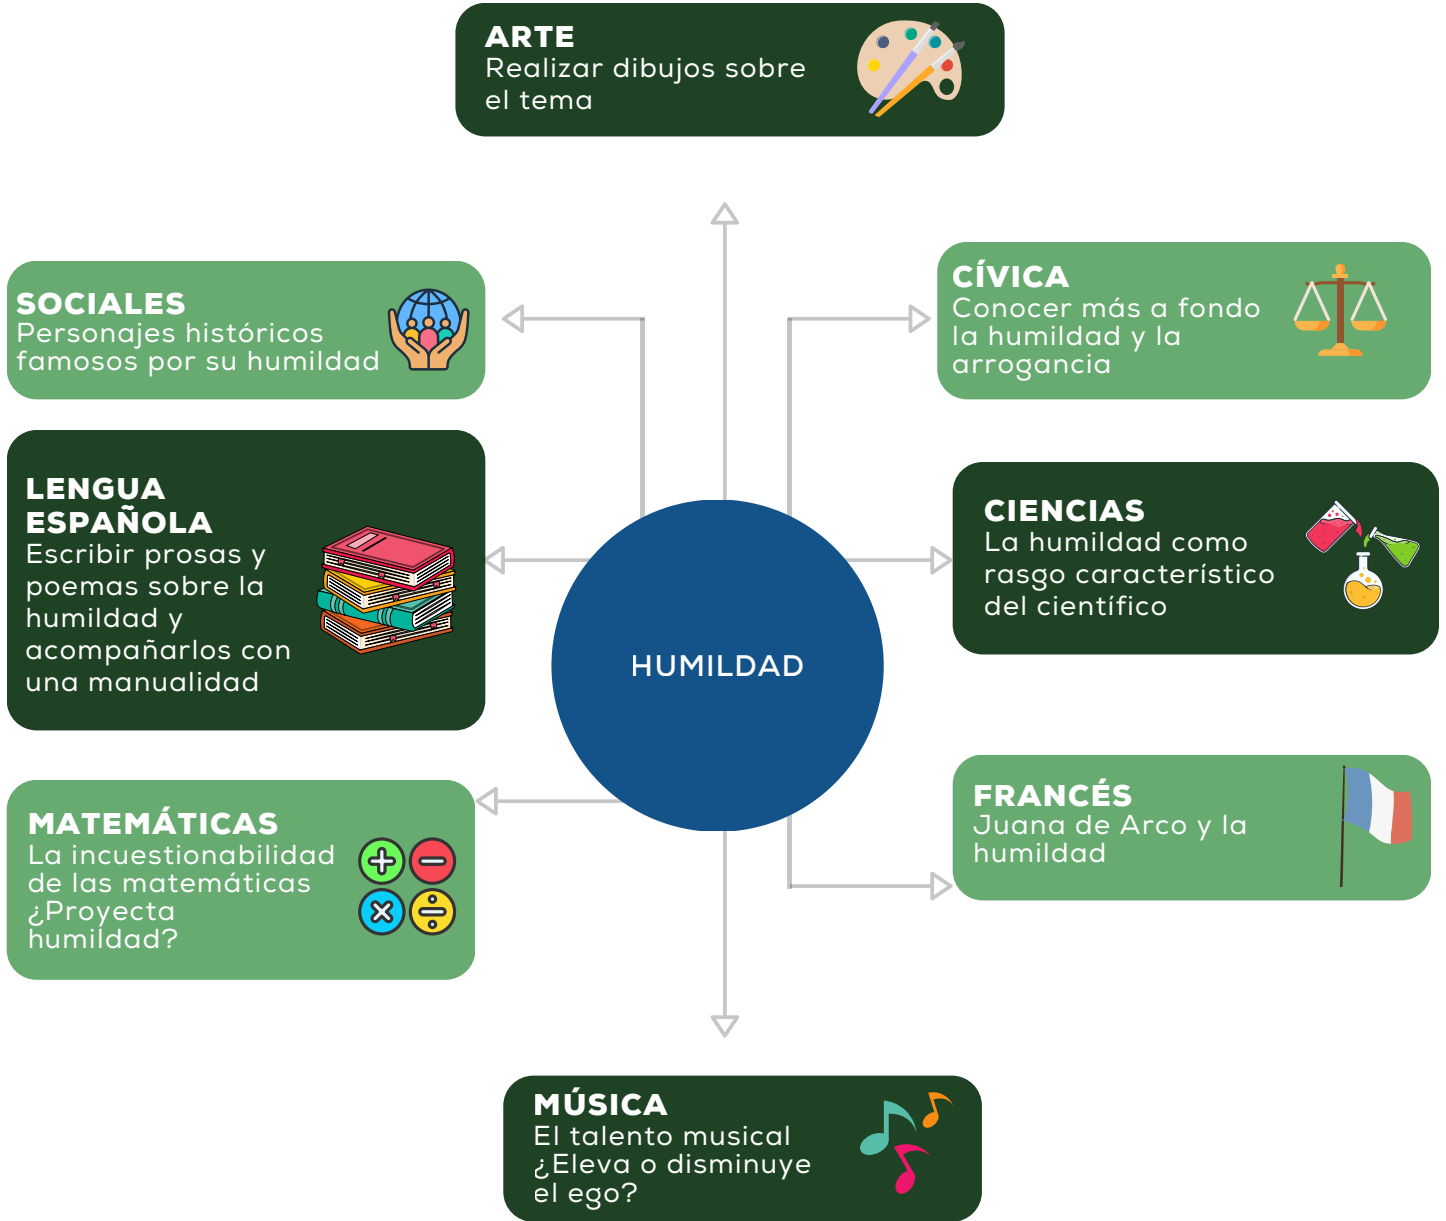 ARTE
Realizar dibujos sobre
el tema
SOCIALES
Personajes históricos
famosos por su humildad
CÍVICA
Conocer más a fondo
la humildad y la
arrogancia
LENGUA
ESPAÑOLA
Escribir prosas y
poemas sobre la
humildad y
acompañarlos con
una manualidad
CIENCIAS
La humildad como
rasgo característico
del científico
HUMILDAD
MATEMÁTICAS
La incuestionabilidad
de las matemáticas
¿Proyecta
humildad?
FRANCÉS
Juana de Arco y la
humildad
MÚSICA
El talento musical
¿Eleva o disminuye
el ego?